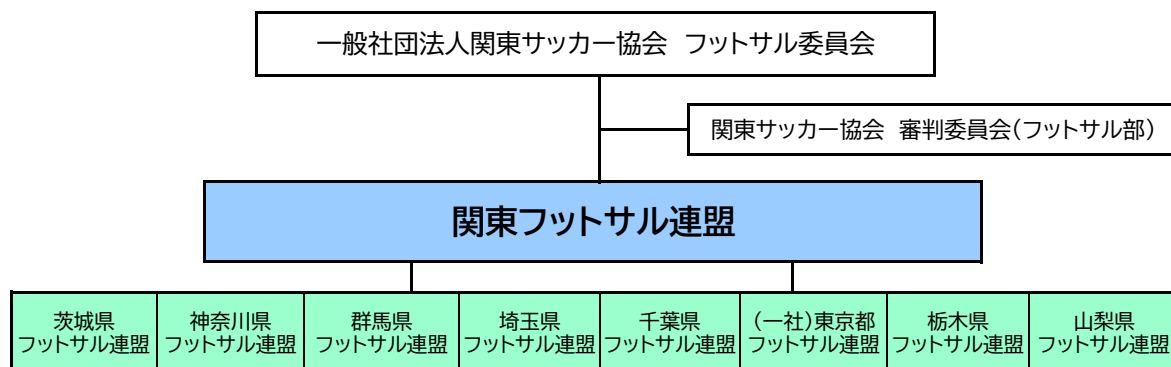 一般社団法人関東サッカー協会 フットサル委員会
関東サッカー協会 審判委員会(フットサル部)
関東フットサル連盟
茨城県
フットサル連盟
神奈川県
フットサル連盟
群馬県
フットサル連盟
埼玉県
フットサル連盟
千葉県
フットサル連盟
(一社)東京都
フットサル連盟
栃木県
フットサル連盟
山梨県
フットサル連盟